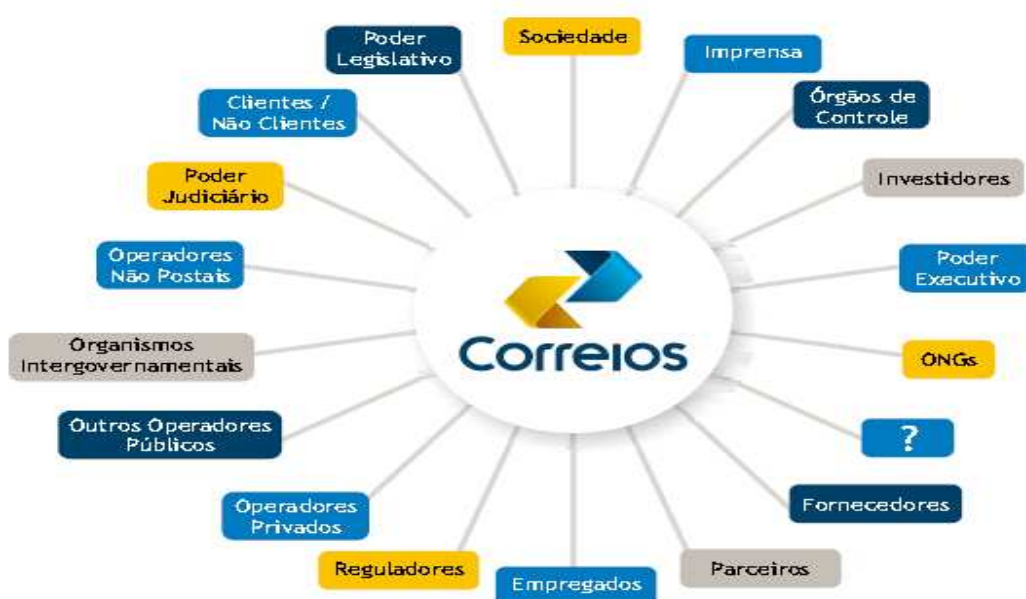 Sociedade
Poder
Legislativo
Imprensa
Clientes /
Não Clientes
Órgãos de
Controle
Poder
Judiciário
Investidores
Operadores
Não Postais
Poder
Executivo
Correios
Organismos
Intergovernamentais
ONGs
Outros Operadores
Públicos
?
Operadores
Privados
Fornecedores
Reguladores
Empregados
Parceiros